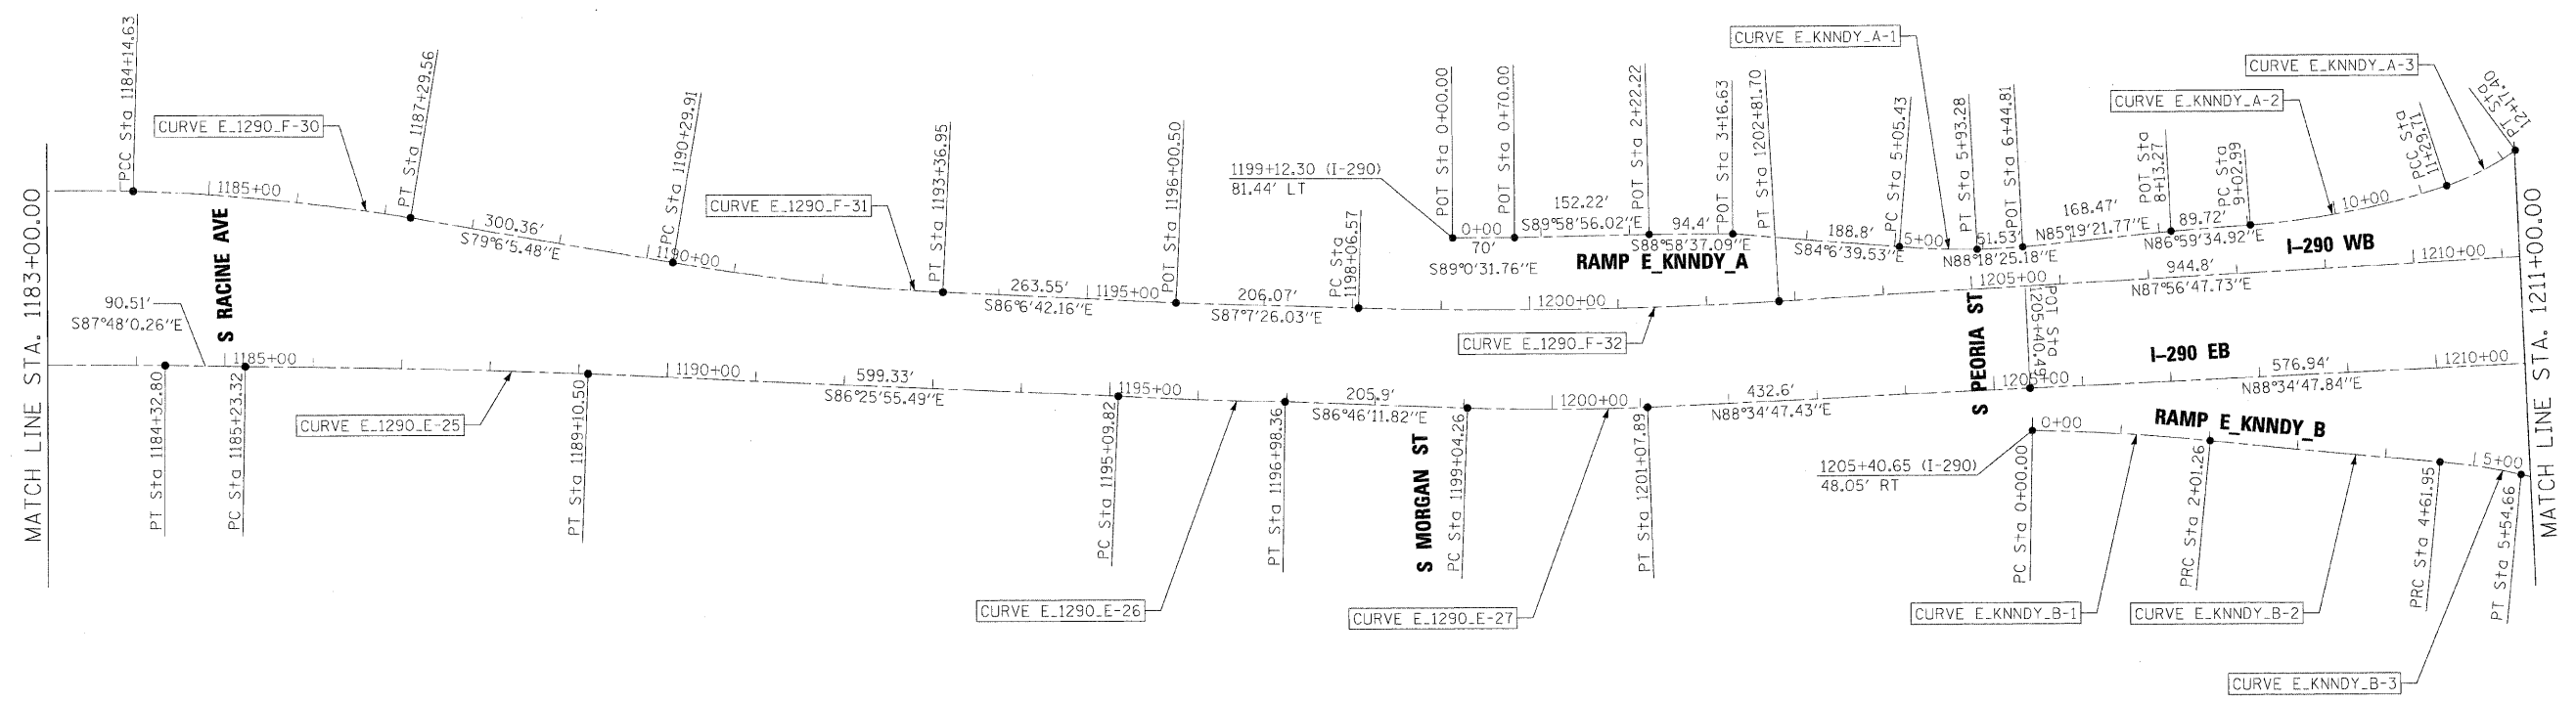 MATCH LINE STA. 1183+00.00
PCC Sta 1184+14.63
CURVE E_1290_F-30
1185+00
S RACINE AVE
PT Sta 1187+29.56
300.36'
S79°6'5.48"E
PC Sta 1190+29.91
1190+00
CURVE E_1290_F-31
PT Sta 1193+36.95
263.55'
S86°6'42.16"E
1195+00
POT Sta 1196+00.50
206.07'
S87°7'26.03"E
PC Sta
1198+06.57
1200+00
CURVE E_1290_F-32
PT Sta 1202+81.70
1205+00
944.8'
N87°56'47.73"E
1210+00
I-290 WB
1199+12.30 (I-290)
81.44' LT
POT Sta 0+00.00
0+00
70'
S89°0'31.76"E
POT Sta 0+70.00
152.22'
S89°58'56.02"E
POT Sta 2+22.22
94.4'
S88°58'37.09"E
RAMP E_KNNDY_A
POT Sta 3+16.63
188.8'
S84°6'39.53"E
PC Sta 5+05.43
5+00
CURVE E_KNNDY_A-1
PT Sta 5+93.28
51.53'
N88°18'25.18"E
POT Sta 6+44.81
168.47'
N85°19'21.77"E
POT Sta
8+13.27
89.72'
N86°59'34.92"E
PC Sta
9+02.99
CURVE E_KNNDY_A-2
10+00
PCC Sta
11+29.71
CURVE E_KNNDY_A-3
PT Sta
12+17.40
90.51'
S87°48'0.26"E
PT Sta 1184+32.80
PC Sta 1185+23.32
1185+00
CURVE E_1290_E-25
PT Sta 1189+10.50
1190+00
599.33'
S86°25'55.49"E
PC Sta 1195+09.82
1195+00
CURVE E_1290_E-26
PT Sta 1196+98.36
205.9'
S86°46'11.82"E
S MORGAN ST
PC Sta 1199+04.26
1200+00
CURVE E_1290_E-27
PT Sta 1201+07.89
432.6'
N88°34'47.43"E
S PEORIA ST
POT Sta
1205+40.49
1205+00
I-290 EB
576.94'
N88°34'47.84"E
1210+00
1205+40.65 (I-290)
48.05' RT
PC Sta 0+00.00
0+00
RAMP E_KNNDY_B
CURVE E_KNNDY_B-1
PRC Sta 2+01.26
CURVE E_KNNDY_B-2
PRC Sta 4+61.95
5+00
CURVE E_KNNDY_B-3
PT Sta 5+54.66
MATCH LINE STA. 1211+00.00